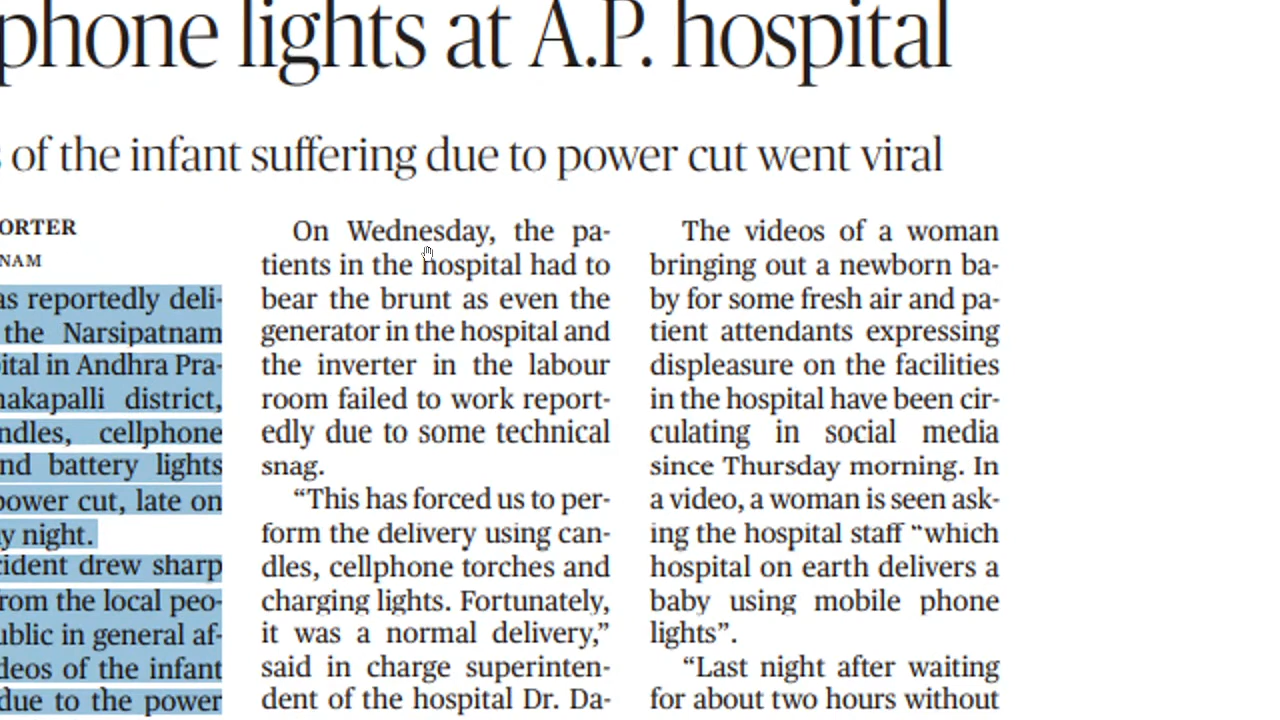 phone lights at A.P. hospital
of the infant suffering due to power cut went viral
ORTER
NAM
as reportedly deli-
the Narsipatnam
ital in Andhra Pra-
nakapalli district,
ndles, cellphone
nd battery lights
power cut, late on
y night.
cident drew sharp
rom the local peo-
ublic in general af-
deos of the infant
due to the power
On Wednesday, the pa-
tients in the hospital had to
bear the brunt as even the
generator in the hospital and
the inverter in the labour
room failed to work report-
edly due to some technical
snag.
“This has forced us to per-
form the delivery using can-
dles, cellphone torches and
charging lights. Fortunately,
it was a normal delivery,”
said in charge superinten-
dent of the hospital Dr. Da-
The videos of a woman
bringing out a newborn ba-
by for some fresh air and pa-
tient attendants expressing
displeasure on the facilities
in the hospital have been cir-
culating in social media
since Thursday morning. In
a video, a woman is seen ask-
ing the hospital staff “which
hospital on earth delivers a
baby using mobile phone
lights”.
“Last night after waiting
for about two hours without